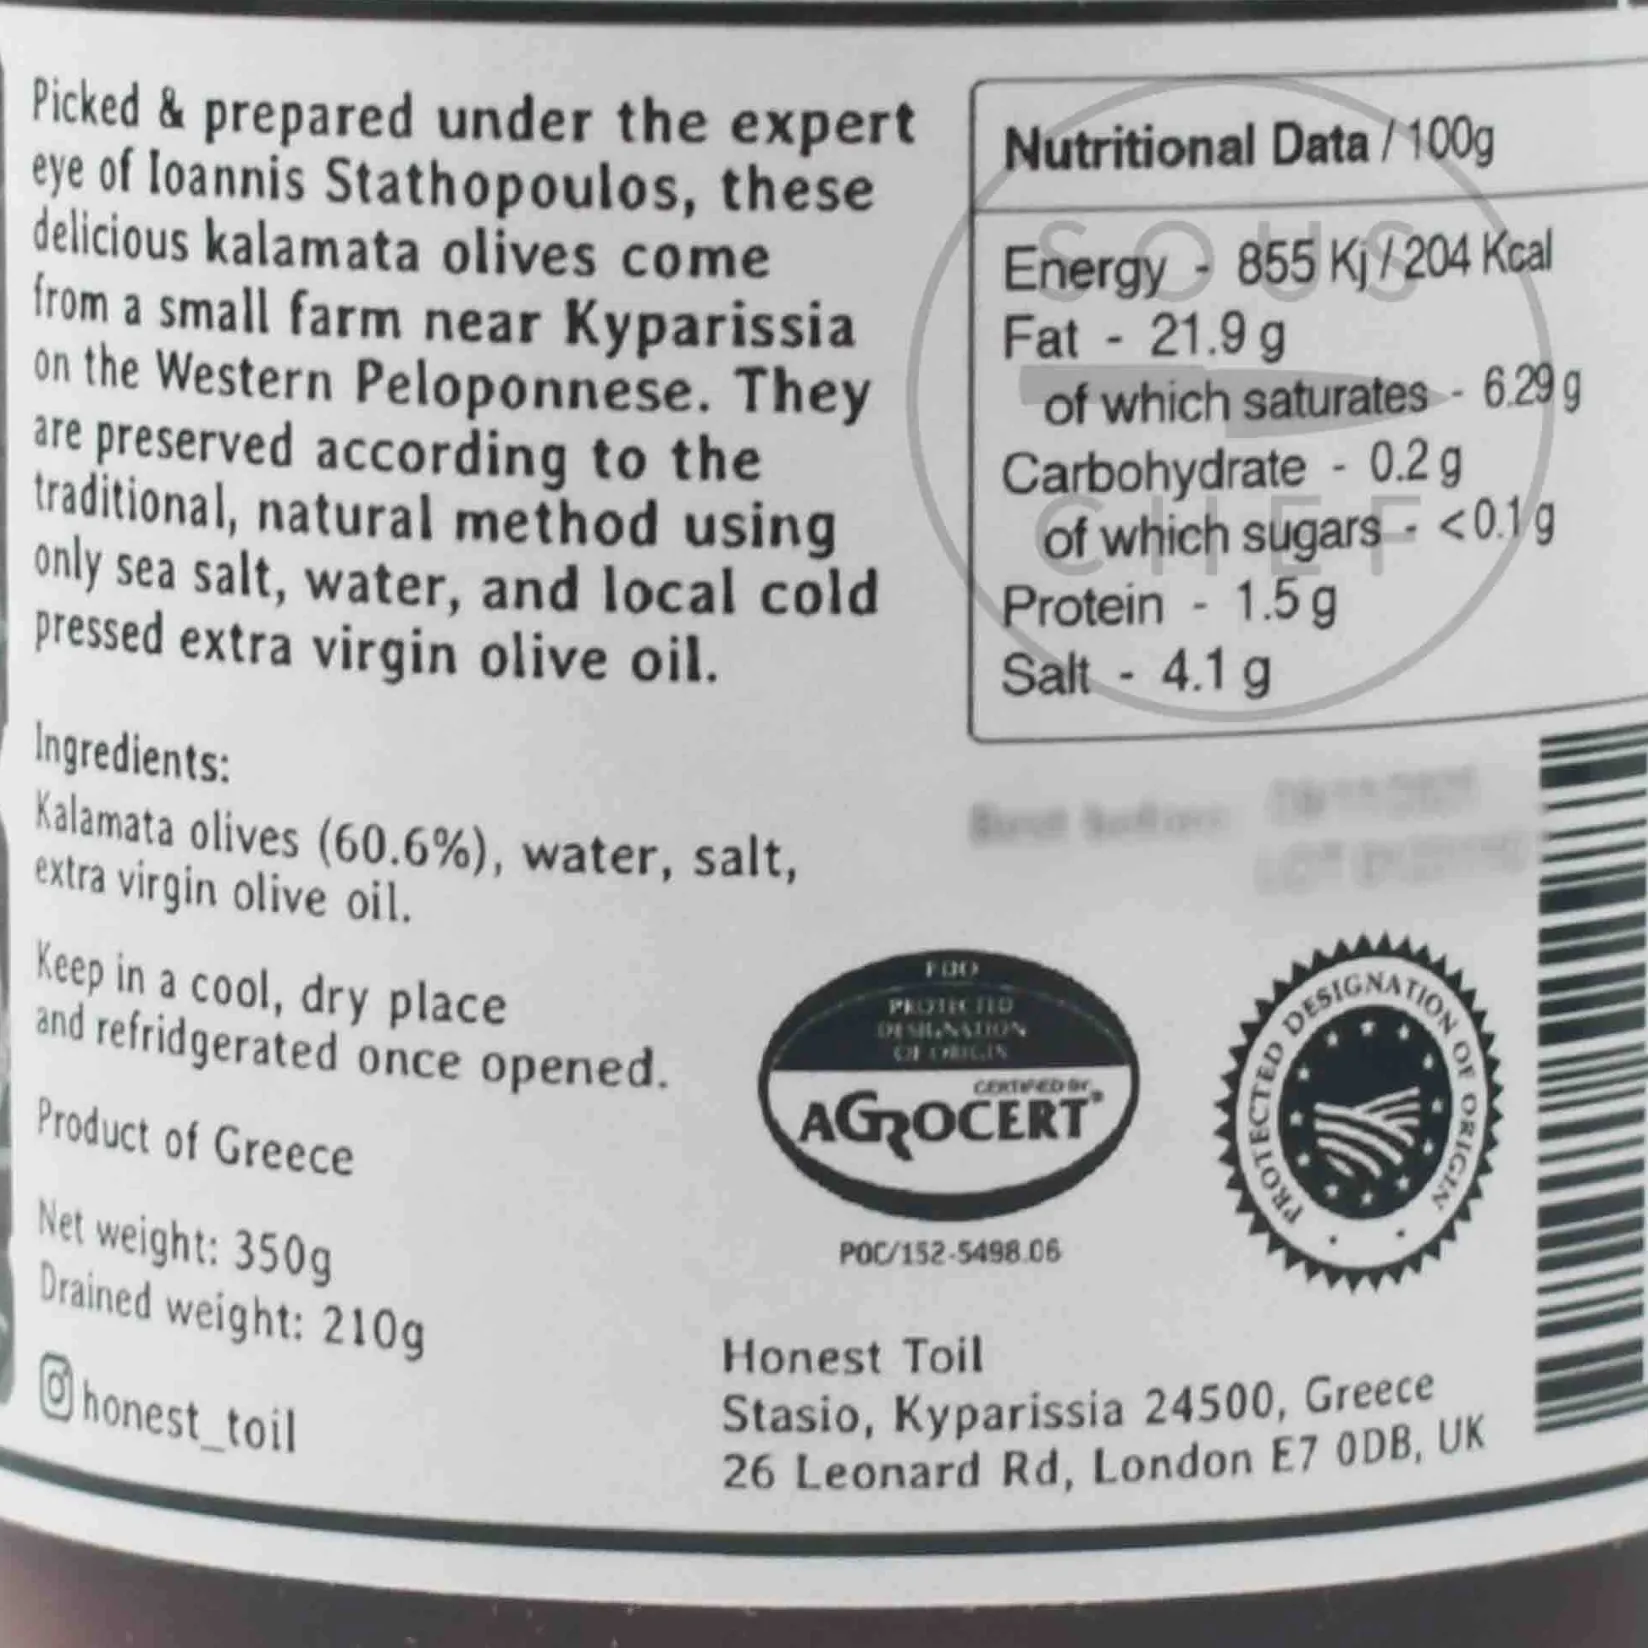 Picked & prepared under the expert
eye of Ioannis Stathopoulos, these
delicious kalamata olives come
from a small farm near Kyparissia
on the Western Peloponnese. They
are preserved according to the
traditional, natural method using
only sea salt, water, and local cold
pressed extra virgin olive oil.
Ingredients:
Kalamata olives (60.6%), water, salt,
extra virgin olive oil.
Keep in a cool, dry place
and refridgerated once opened.
Product of Greece
Net weight: 350g
Drained weight: 210g
honest_toil
Nutritional Data / 100g
Energy - 855 Kj / 204 Kcal
Fat - 21.9 g
of which saturates - 6.29 g
Carbohydrate - 0.2 g
of which sugars - <0.1 g
Protein - 1.5 g
Salt - 4.1 g
SOUS
CHEF
Best before:
PDO
PROTECTED
DESIGNATION
OF ORIGIN
CERTIFIED BY
AGROCERT®
POC/152-5498.06
PROTECTED DESIGNATION OF ORIGIN
Honest Toil
Stasio, Kyparissia 24500, Greece
26 Leonard Rd, London E7 0DB, UK